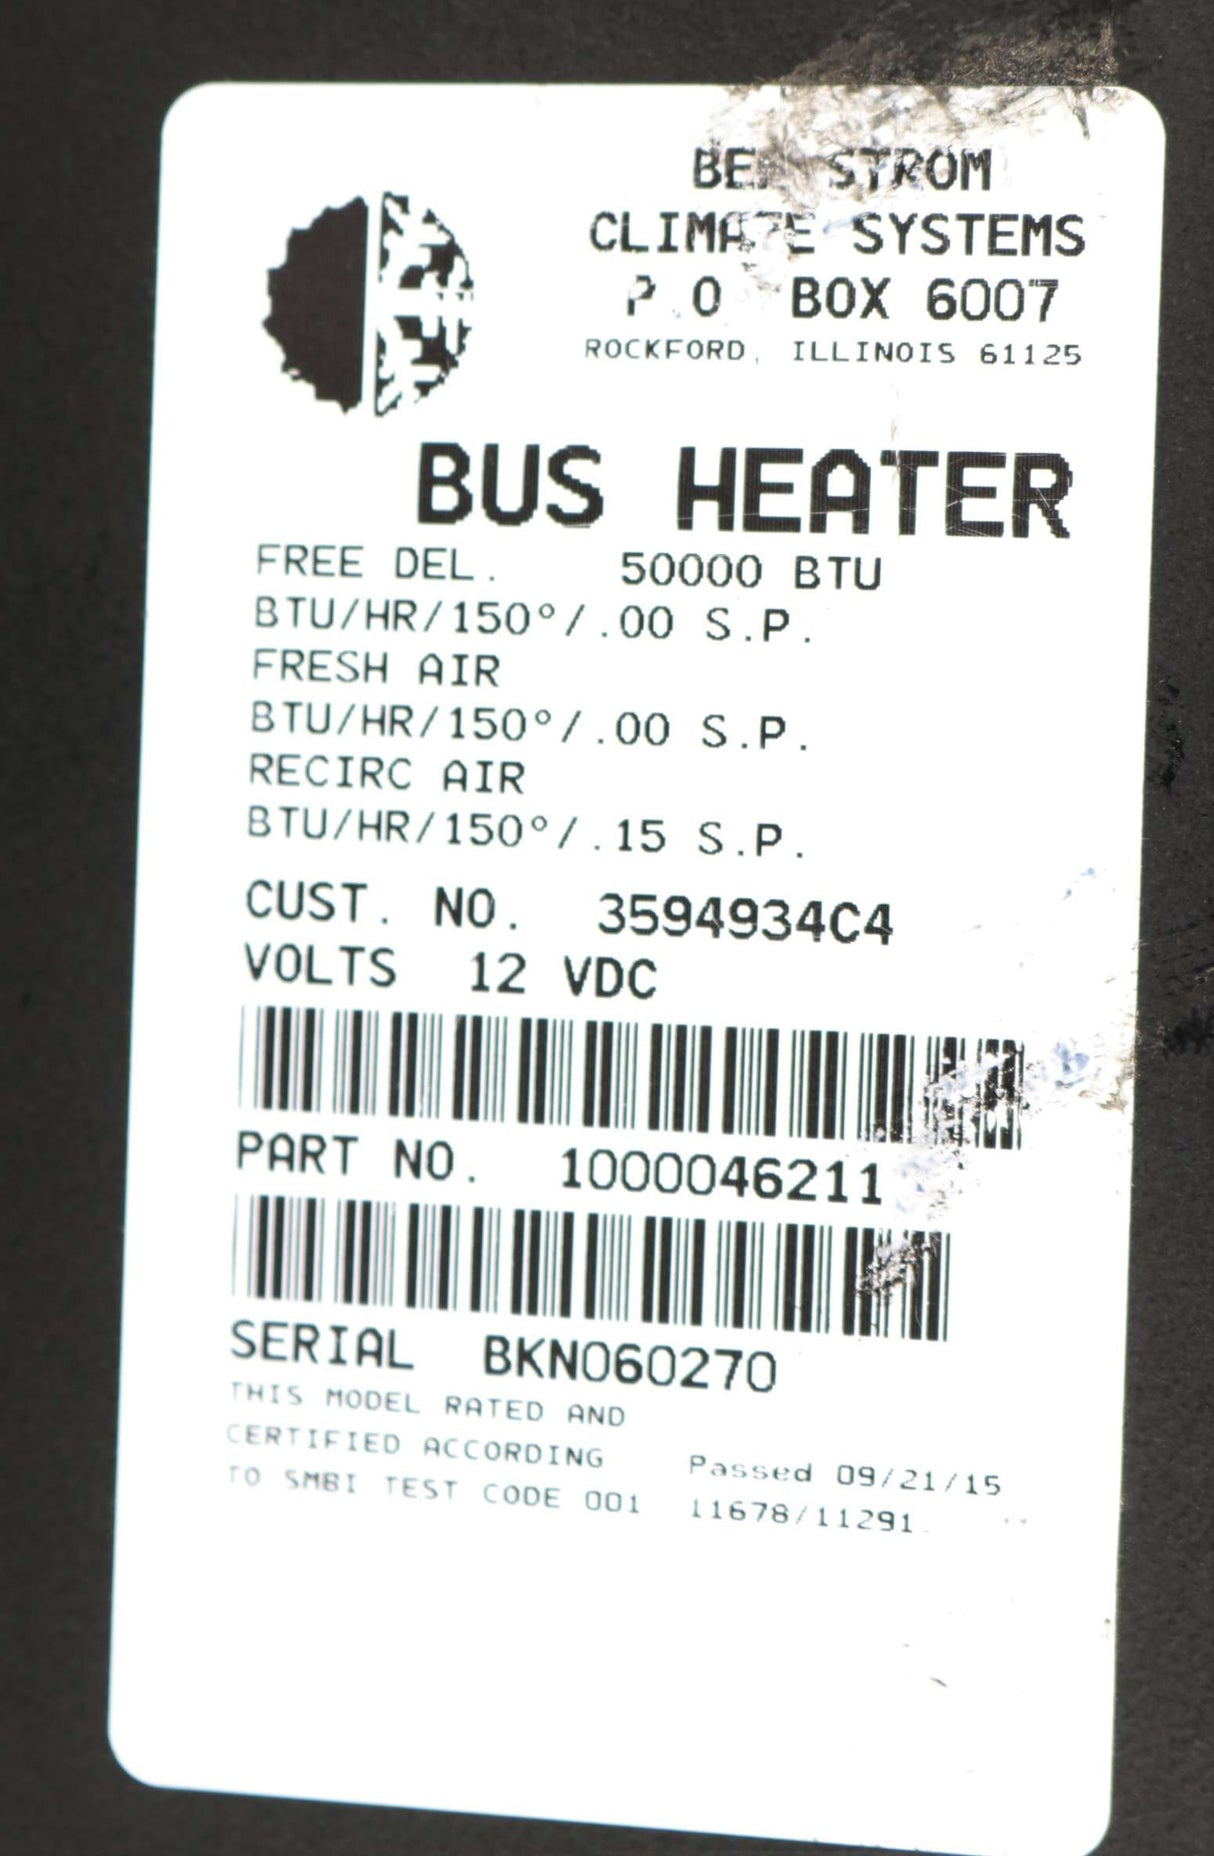 STROM
CLIMATE SYSTEMS
P.O BOX 6007
ROCKFORD, ILLINOIS 61125
BUS HEATER
FREE DEL. 50000 BTU
BTU/HR/150°/.00 S.P.
FRESH AIR
BTU/HR/150°/.00 S.P.
RECIRC AIR
BTU/HR/150°/.15 S.P.
CUST. NO. 3594934C4
VOLTS 12 VDC
PART NO. 1000046211
SERIAL BKN060270
THIS MODEL RATED AND
CERTIFIED ACCORDING Passed 09/21/15
TO SMBI TEST CODE 001 11678/11291